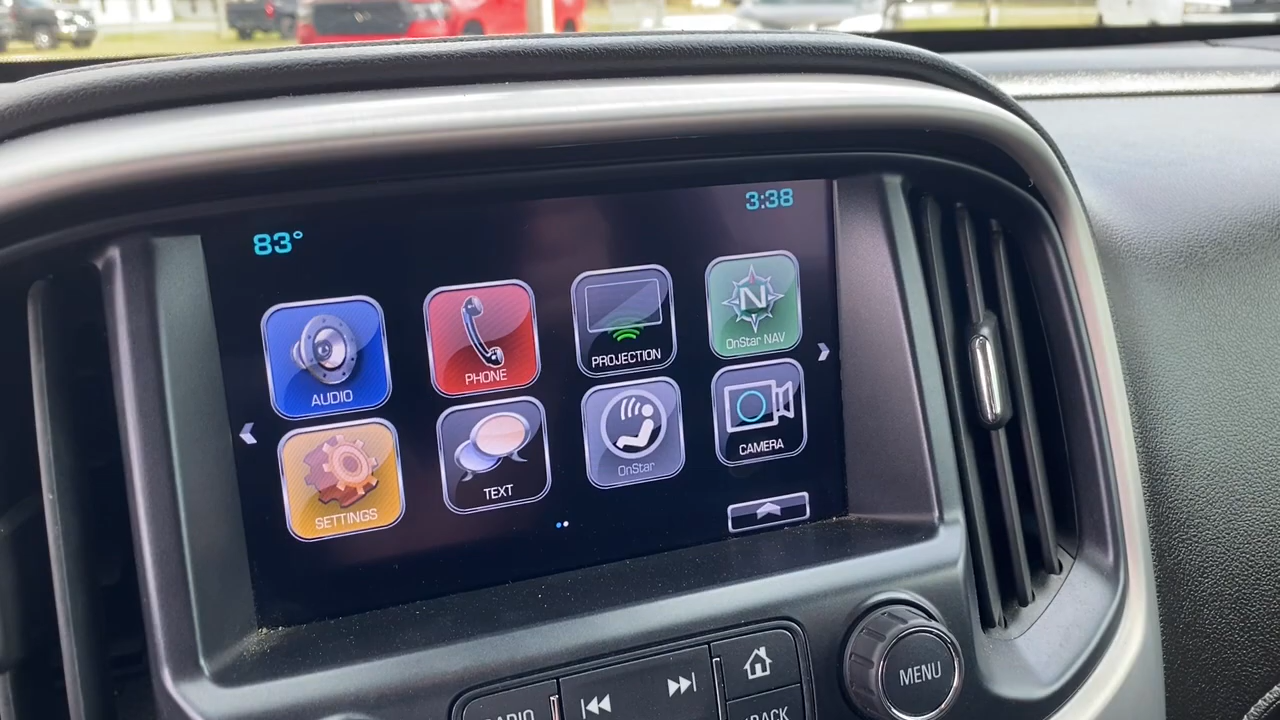 83°
3:38
AUDIO
PHONE
PROJECTION
N
OnStar NAV
SETTINGS
TEXT
OnStar
CAMERA
MENU
RADIO
BACK